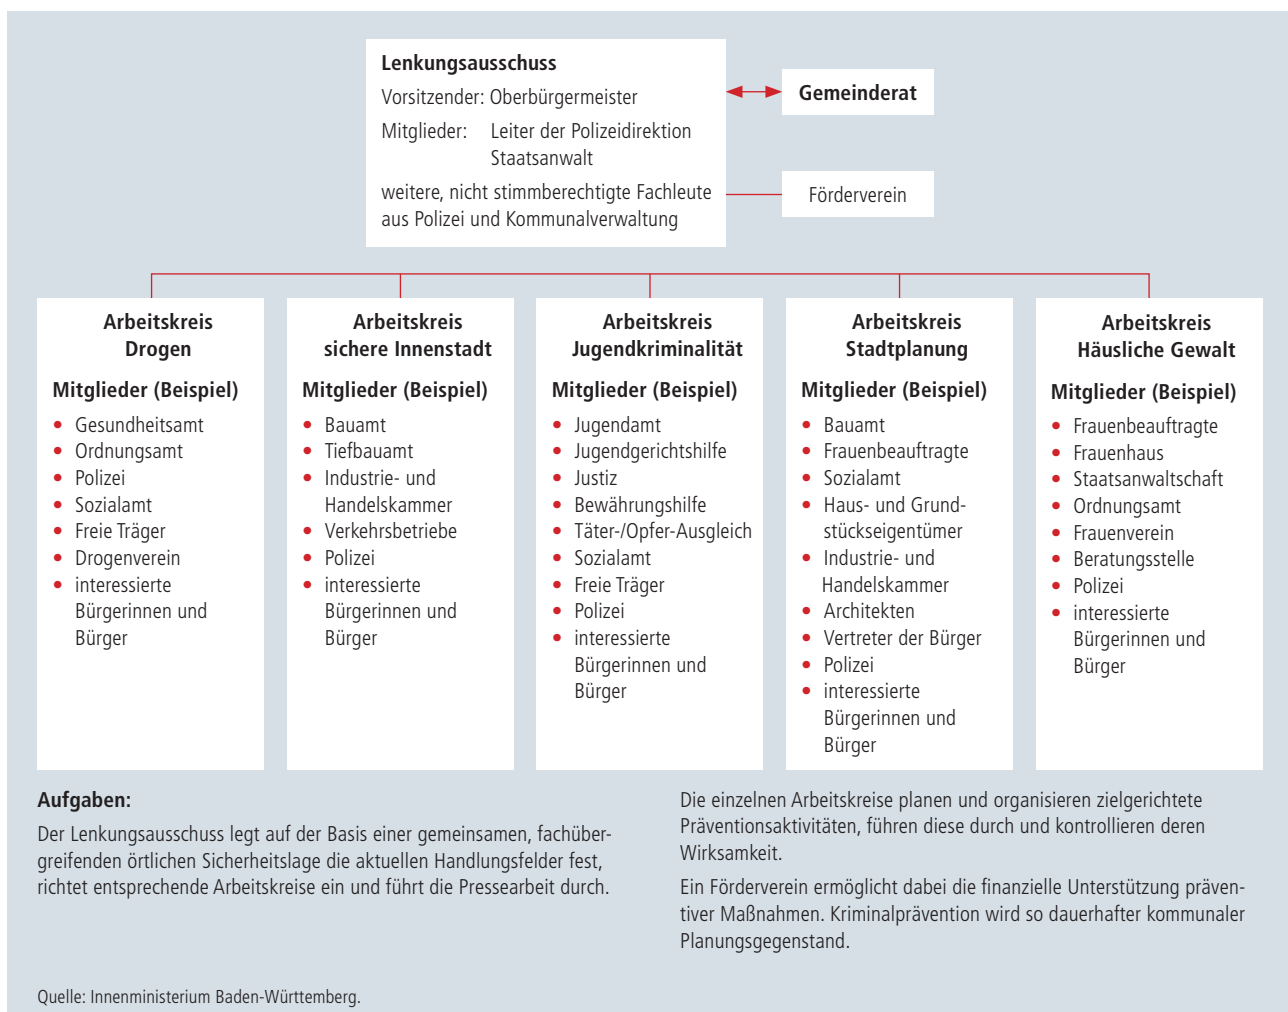 Lenkungsausschuss
Vorsitzender: Oberbürgermeister
Mitglieder: Leiter der Polizeidirektion
Staatsanwalt
weitere, nicht stimmberechtigte Fachleute
aus Polizei und Kommunalverwaltung
Gemeinderat
Förderverein
Arbeitskreis
Drogen
Mitglieder (Beispiel)
• Gesundheitsamt
• Ordnungsamt
• Polizei
• Sozialamt
• Freie Träger
• Drogenverein
• interessierte
Bürgerinnen und
Bürger
Arbeitskreis
sichere Innenstadt
Mitglieder (Beispiel)
• Bauamt
• Tiefbauamt
• Industrie- und
Handelskammer
• Verkehrsbetriebe
• Polizei
• interessierte
Bürgerinnen und
Bürger
Arbeitskreis
Jugendkriminalität
Mitglieder (Beispiel)
• Jugendamt
• Jugendgerichtshilfe
• Justiz
• Bewährungshilfe
• Täter-/Opfer-Ausgleich
• Sozialamt
• Freie Träger
• Polizei
• interessierte
Bürgerinnen und
Bürger
Arbeitskreis
Stadtplanung
Mitglieder (Beispiel)
• Bauamt
• Frauenbeauftragte
• Sozialamt
• Haus- und Grund-
stückseigentümer
• Industrie- und
Handelskammer
• Architekten
• Vertreter der Bürger
• Polizei
• interessierte
Bürgerinnen und
Bürger
Arbeitskreis
Häusliche Gewalt
Mitglieder (Beispiel)
• Frauenbeauftragte
• Frauenhaus
• Staatsanwaltschaft
• Ordnungsamt
• Frauenverein
• Beratungsstelle
• Polizei
• interessierte
Bürgerinnen und
Bürger
Aufgaben:
Der Lenkungsausschuss legt auf der Basis einer gemeinsamen, fachüber-
greifenden örtlichen Sicherheitslage die aktuellen Handlungsfelder fest,
richtet entsprechende Arbeitskreise ein und führt die Pressearbeit durch.
Die einzelnen Arbeitskreise planen und organisieren zielgerichtete
Präventionsaktivitäten, führen diese durch und kontrollieren deren
Wirksamkeit.
Ein Förderverein ermöglicht dabei die finanzielle Unterstützung präven-
tiver Maßnahmen. Kriminalprävention wird so dauerhafter kommunaler
Planungsgegenstand.
Quelle: Innenministerium Baden-Württemberg.